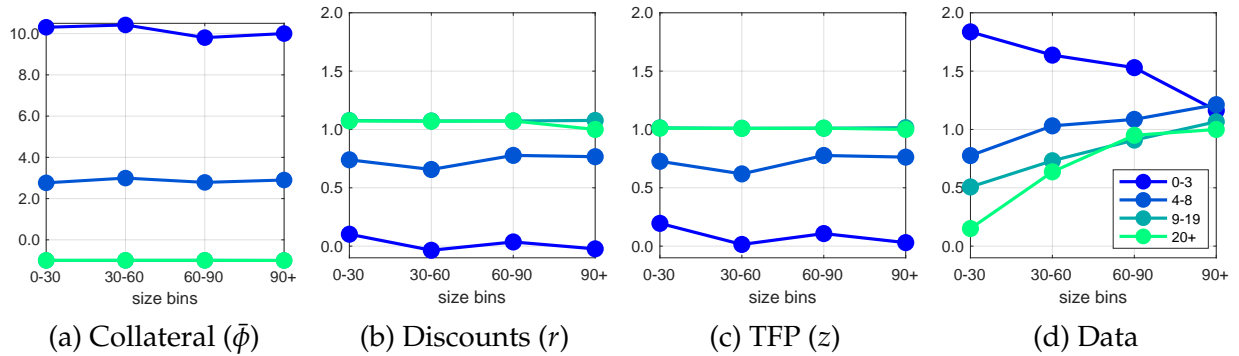 10.0
8.0
6.0
4.0
2.0
0.0
0-30 30-60 60-90 90+
size bins
(a) Collateral (ϕ̄)
2.0
1.5
1.0
0.5
0.0
0-30 30-60 60-90 90+
size bins
(b) Discounts (r)
2.0
1.5
1.0
0.5
0.0
0-30 30-60 60-90 90+
size bins
(c) TFP (z)
2.0
1.5
1.0
0.5
0.0
0-3
4-8
9-19
20+
0-30 30-60 60-90 90+
size bins
(d) Data